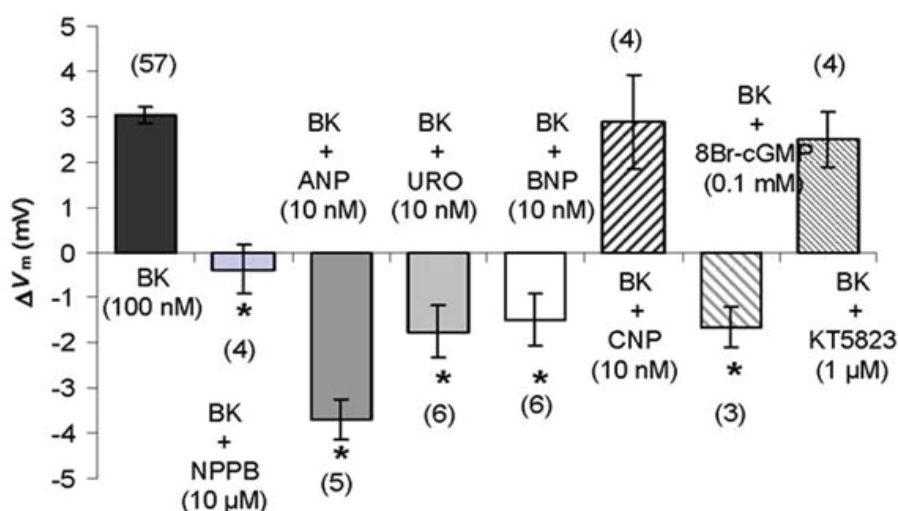 5
4
3
2
1
0
-1
-2
-3
-4
-5
ΔVm (mV)
(57)
BK
(100 nM)
*
(4)
BK
+
NPPB
(10 µM)
BK
+
ANP
(10 nM)
*
(5)
BK
+
URO
(10 nM)
*
(6)
BK
+
BNP
(10 nM)
*
(6)
(4)
BK
+
CNP
(10 nM)
BK
+
8Br-cGMP
(0.1 mM)
*
(3)
(4)
BK
+
KT5823
(1 µM)